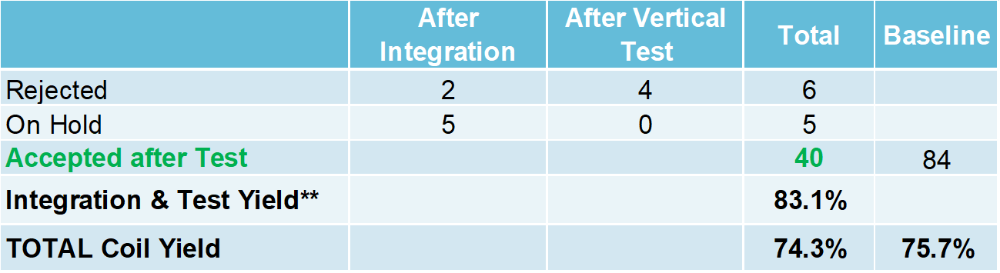 After Integration After Vertical Test Total Baseline
Rejected 2 4 6
On Hold 5 0 5
Accepted after Test 40 84
Integration & Test Yield** 83.1%
TOTAL Coil Yield 74.3% 75.7%